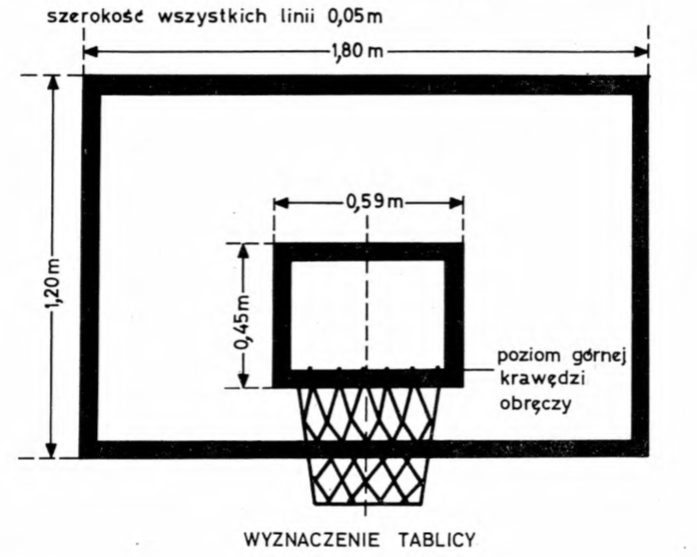 szerokość wszystkich linii 0,05m
1,80 m
0,59m
1,20m
0,45m
poziom górnej
krawędzi
obręczy
WYZNACZENIE TABLICY